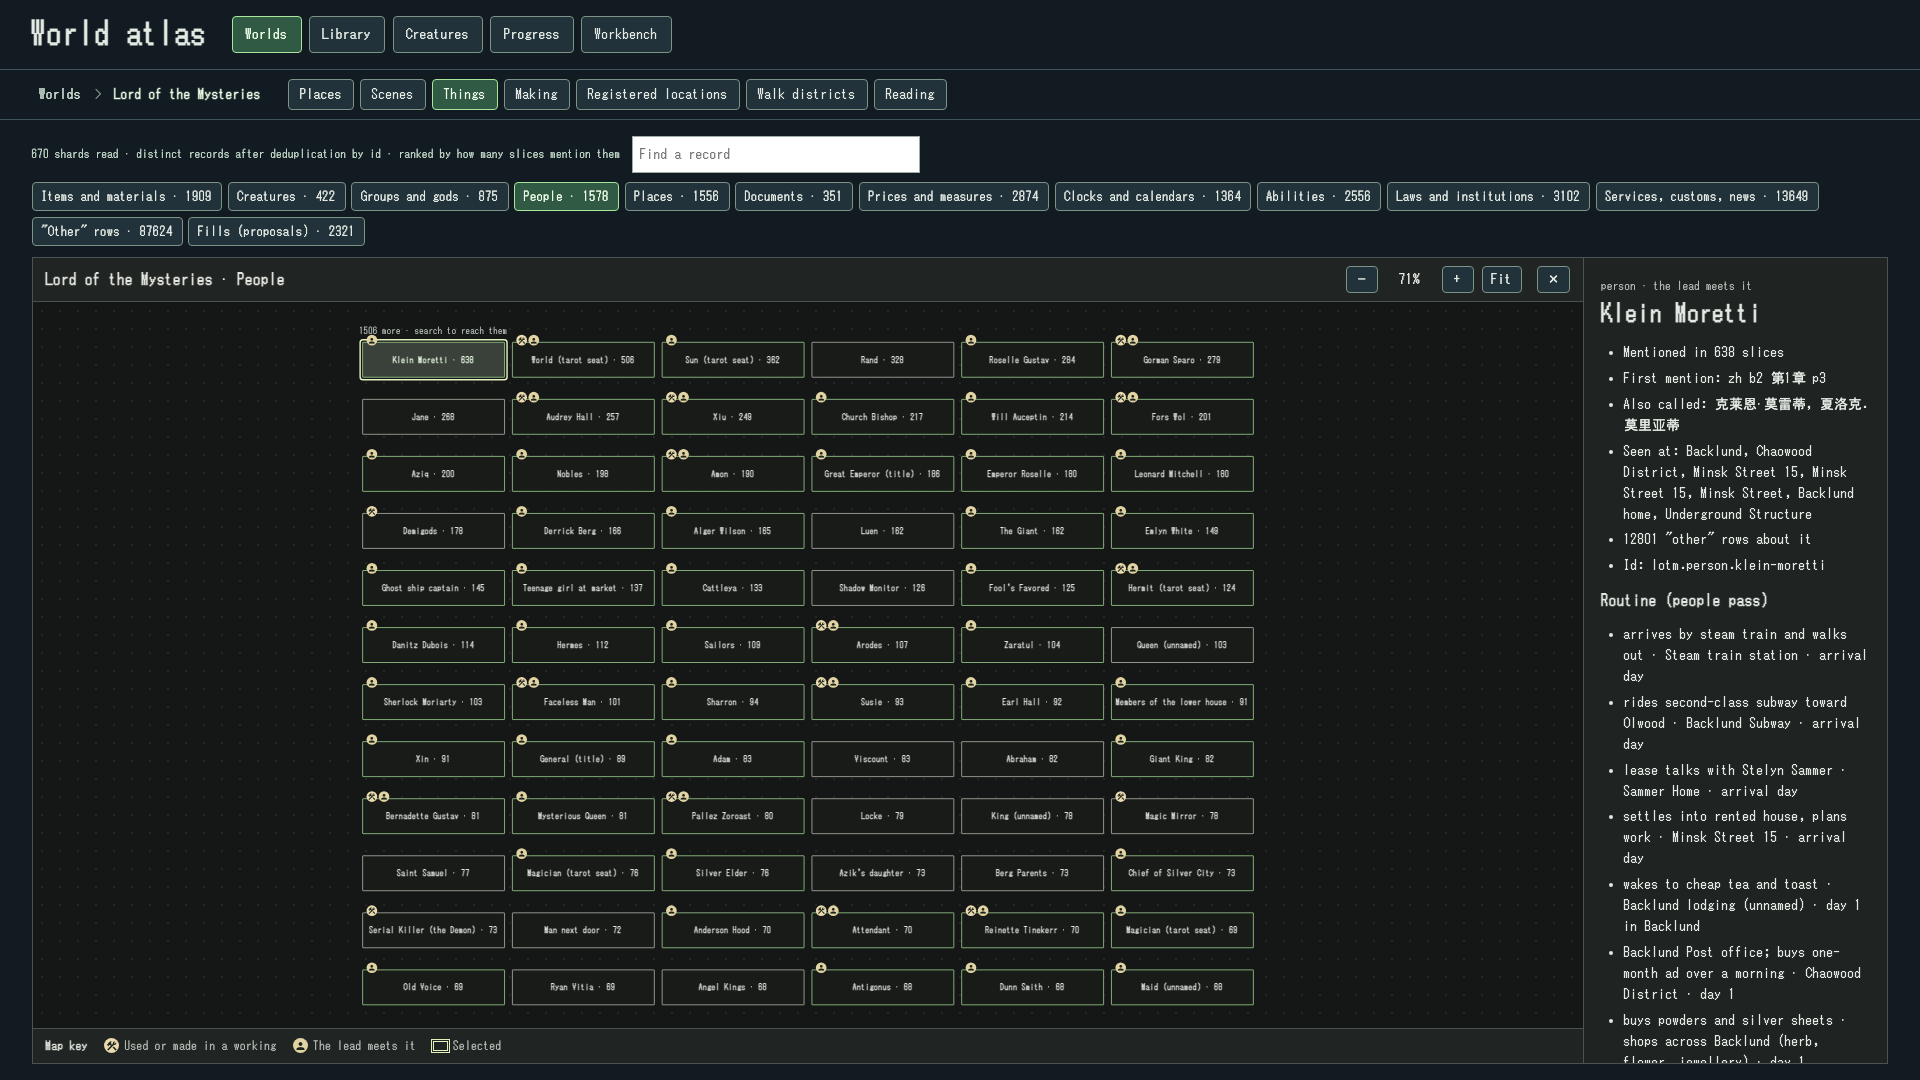 World atlas
Worlds Library Creatures Progress Workbench
Worlds > Lord of the Mysteries Places Scenes Things Making Registered locations Walk districts Reading
670 shards read · distinct records after deduplication by id · ranked by how many slices mention them Find a record
Items and materials · 1909 Creatures · 422 Groups and gods · 875 People · 1578 Places · 1556 Documents · 351 Prices and measures · 2874 Clocks and calendars · 1364 Abilities · 2556 Laws and institutions · 3102 Services, customs, news · 13649
"Other" rows · 87624 Fills (proposals) · 2321
Lord of the Mysteries · People − 71% + Fit ×
1506 more · search to reach them
Klein Moretti · 638 World (tarot seat) · 506 Sun (tarot seat) · 362 Rand · 328 Roselle Gustav · 284 Gorman Sparo · 279
Jane · 268 Audrey Hall · 257 Xiu · 249 Church Bishop · 217 Will Auceptin · 214 Fors Wol · 201
Aziq · 200 Nobles · 198 Amon · 190 Great Emperor (title) · 186 Emperor Roselle · 180 Leonard Mitchell · 180
Demigods · 178 Derrick Berg · 166 Alger Wilson · 165 Luen · 162 The Giant · 162 Emlyn White · 149
Ghost ship captain · 145 Teenage girl at market · 137 Cattleya · 133 Shadow Monitor · 126 Fool's Favored · 125 Hermit (tarot seat) · 124
Danitz Dubois · 114 Hermes · 112 Sailors · 109 Arodes · 107 Zaratul · 104 Queen (unnamed) · 103
Sherlock Moriarty · 103 Faceless Man · 101 Sharron · 94 Susie · 93 Earl Hall · 92 Members of the lower house · 91
Xin · 91 General (title) · 89 Adam · 83 Viscount · 83 Abraham · 82 Giant King · 82
Bernadette Gustav · 81 Mysterious Queen · 81 Pallez Zoroast · 80 Locke · 79 King (unnamed) · 78 Magic Mirror · 78
Saint Samuel · 77 Magician (tarot seat) · 76 Silver Elder · 76 Azik's daughter · 73 Berg Parents · 73 Chief of Silver City · 73
Serial Killer (the Demon) · 73 Man next door · 72 Anderson Hood · 70 Attendant · 70 Reinette Tinekerr · 70 Magician (tarot seat) · 69
Old Voice · 69 Ryan Vitia · 69 Angel Kings · 68 Antigonus · 68 Dunn Smith · 68 Maid (unnamed) · 68
Map key Used or made in a working The lead meets it Selected
person · the lead meets it
Klein Moretti
• Mentioned in 638 slices
• First mention: zh b2 第1章 p3
• Also called: 克莱恩·莫雷蒂, 夏洛克.
莫里亚蒂
• Seen at: Backlund, Chaowood
District, Minsk Street 15, Minsk
Street 15, Minsk Street, Backlund
home, Underground Structure
• 12801 "other" rows about it
• Id: lotm.person.klein-moretti
Routine (people pass)
• arrives by steam train and walks
out · Steam train station · arrival
day
• rides second-class subway toward
Olwood · Backlund Subway · arrival
day
• lease talks with Stelyn Sammer ·
Sammer Home · arrival day
• settles into rented house, plans
work · Minsk Street 15 · arrival
day
• wakes to cheap tea and toast ·
Backlund lodging (unnamed) · day 1
in Backlund
• Backlund Post office; buys one-
month ad over a morning · Chaowood
District · day 1
• buys powders and silver sheets ·
shops across Backlund (herb,
flower, jewellery) · day 1